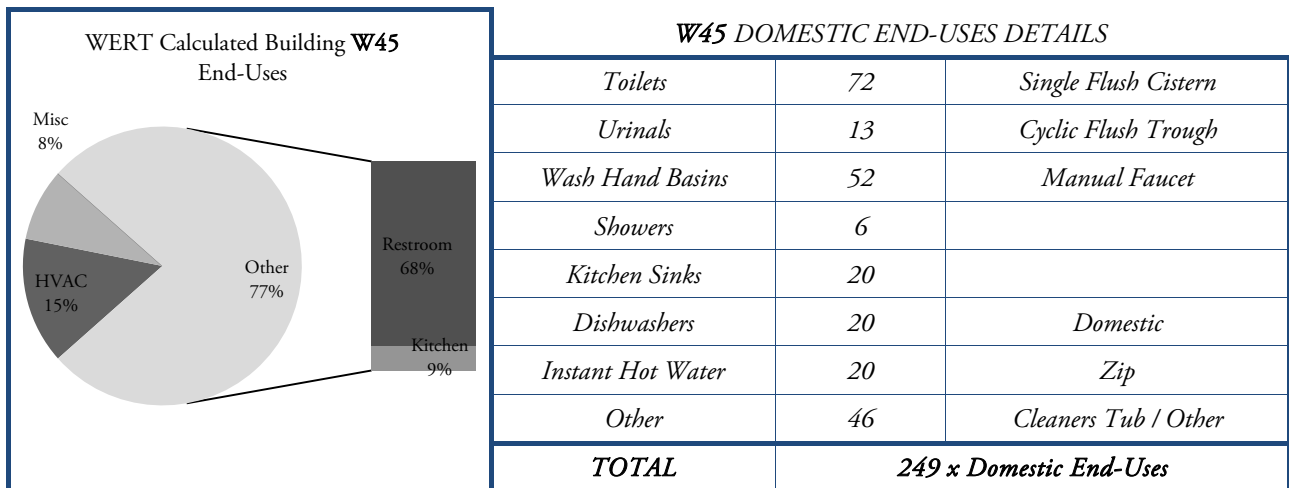 WERT Calculated Building W45
End-Uses
Misc
8%
HVAC
15%
Other
77%
Restroom
68%
Kitchen
9%
W45 DOMESTIC END-USES DETAILS
Toilets 72 Single Flush Cistern
Urinals 13 Cyclic Flush Trough
Wash Hand Basins 52 Manual Faucet
Showers 6
Kitchen Sinks 20
Dishwashers 20 Domestic
Instant Hot Water 20 Zip
Other 46 Cleaners Tub / Other
TOTAL 249 x Domestic End-Uses